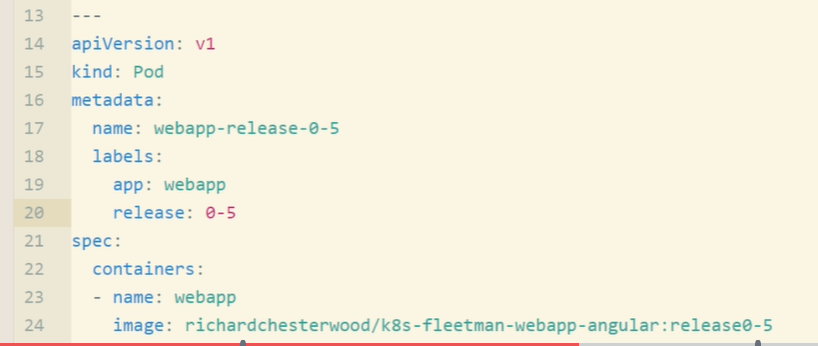 13 ---
14 apiVersion: v1
15 kind: Pod
16 metadata:
17   name: webapp-release-0-5
18   labels:
19     app: webapp
20     release: 0-5
21 spec:
22   containers:
23   - name: webapp
24     image: richardchesterwood/k8s-fleetman-webapp-angular:release0-5